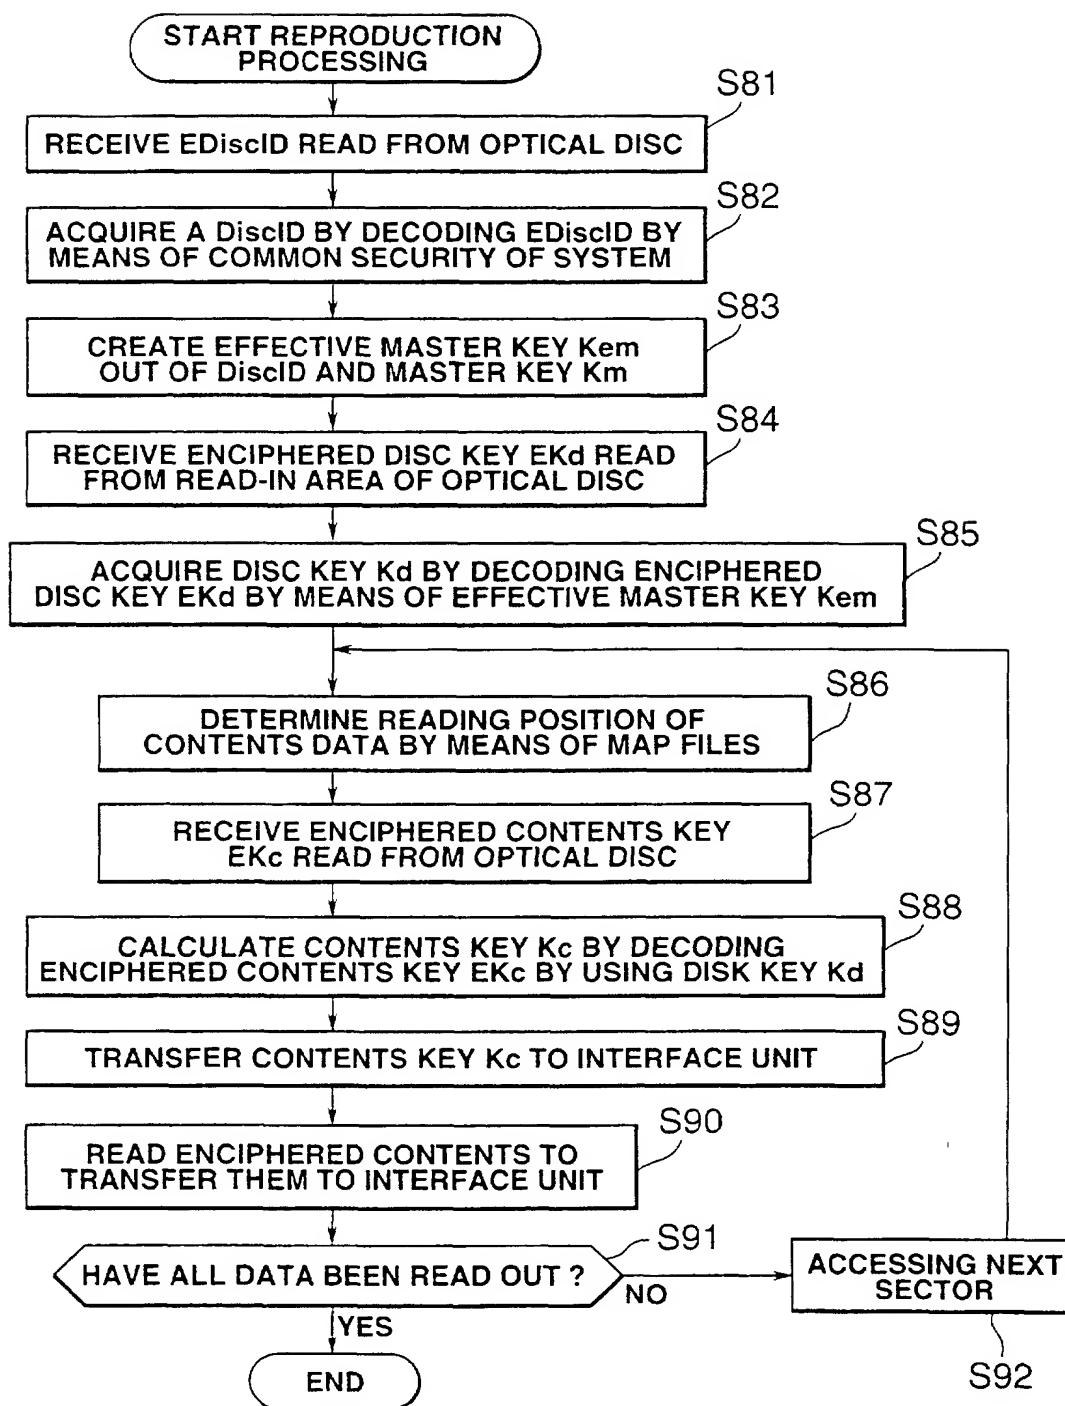 START REPRODUCTION
PROCESSING
S81
RECEIVE EDiscID READ FROM OPTICAL DISC
S82
ACQUIRE A DiscID BY DECODING EDiscID BY
MEANS OF COMMON SECURITY OF SYSTEM
S83
CREATE EFFECTIVE MASTER KEY Kem
OUT OF DiscID AND MASTER KEY Km
S84
RECEIVE ENCIPHERED DISC KEY EKd READ
FROM READ-IN AREA OF OPTICAL DISC
S85
ACQUIRE DISC KEY Kd BY DECODING ENCIPHERED
DISC KEY EKd BY MEANS OF EFFECTIVE MASTER KEY Kem
S86
DETERMINE READING POSITION OF
CONTENTS DATA BY MEANS OF MAP FILES
S87
RECEIVE ENCIPHERED CONTENTS KEY
EKc READ FROM OPTICAL DISC
S88
CALCULATE CONTENTS KEY Kc BY DECODING
ENCIPHERED CONTENTS KEY EKc BY USING DISK KEY Kd
S89
TRANSFER CONTENTS KEY Kc TO INTERFACE UNIT
S90
READ ENCIPHERED CONTENTS TO
TRANSFER THEM TO INTERFACE UNIT
S91
HAVE ALL DATA BEEN READ OUT ?
NO
ACCESSING NEXT
SECTOR
S92
YES
END